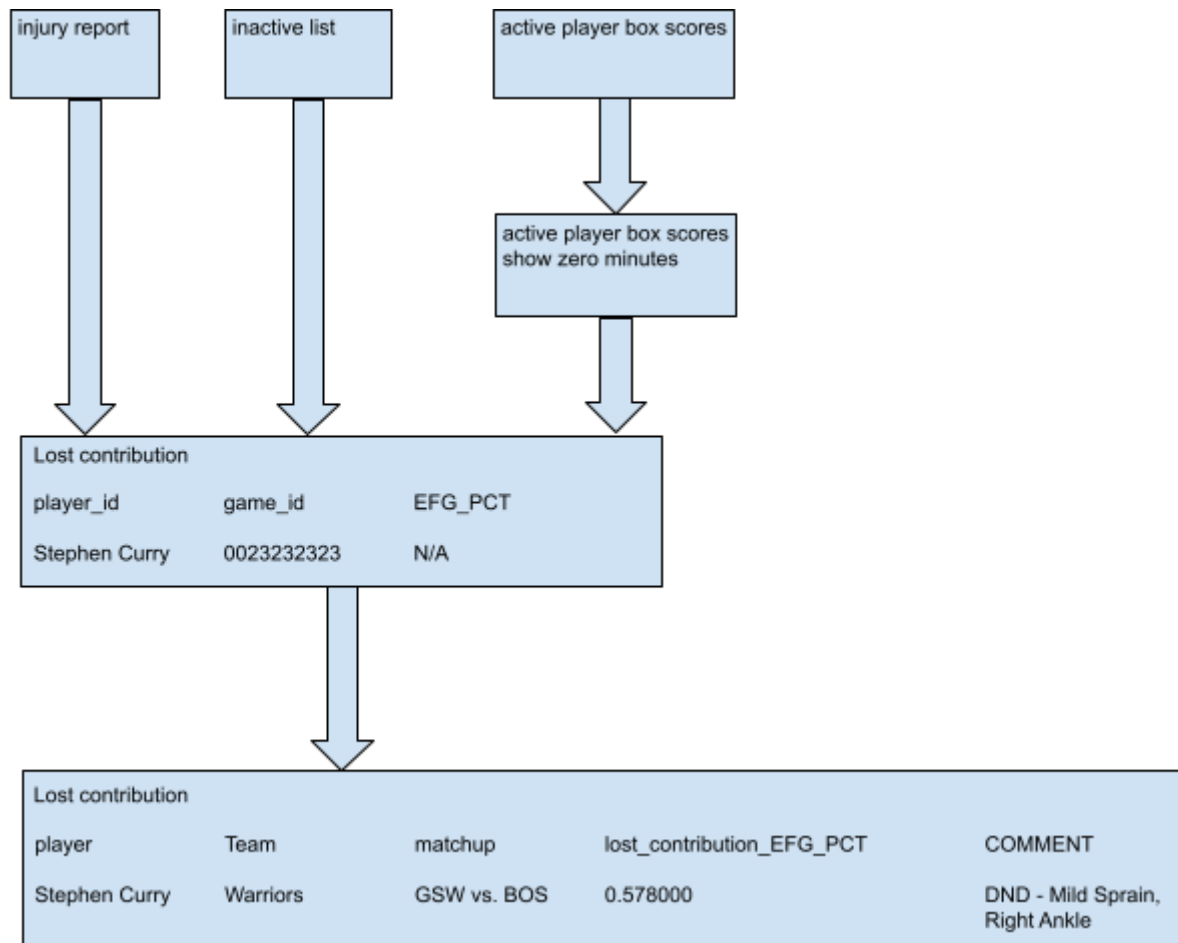 injury report
inactive list
active player box scores
active player box scores
show zero minutes
Lost contribution
player_id game_id EFG_PCT
Stephen Curry 0023232323 N/A
Lost contribution
player Team matchup lost_contribution_EFG_PCT COMMENT
Stephen Curry Warriors GSW vs. BOS 0.578000 DND - Mild Sprain,
Right Ankle